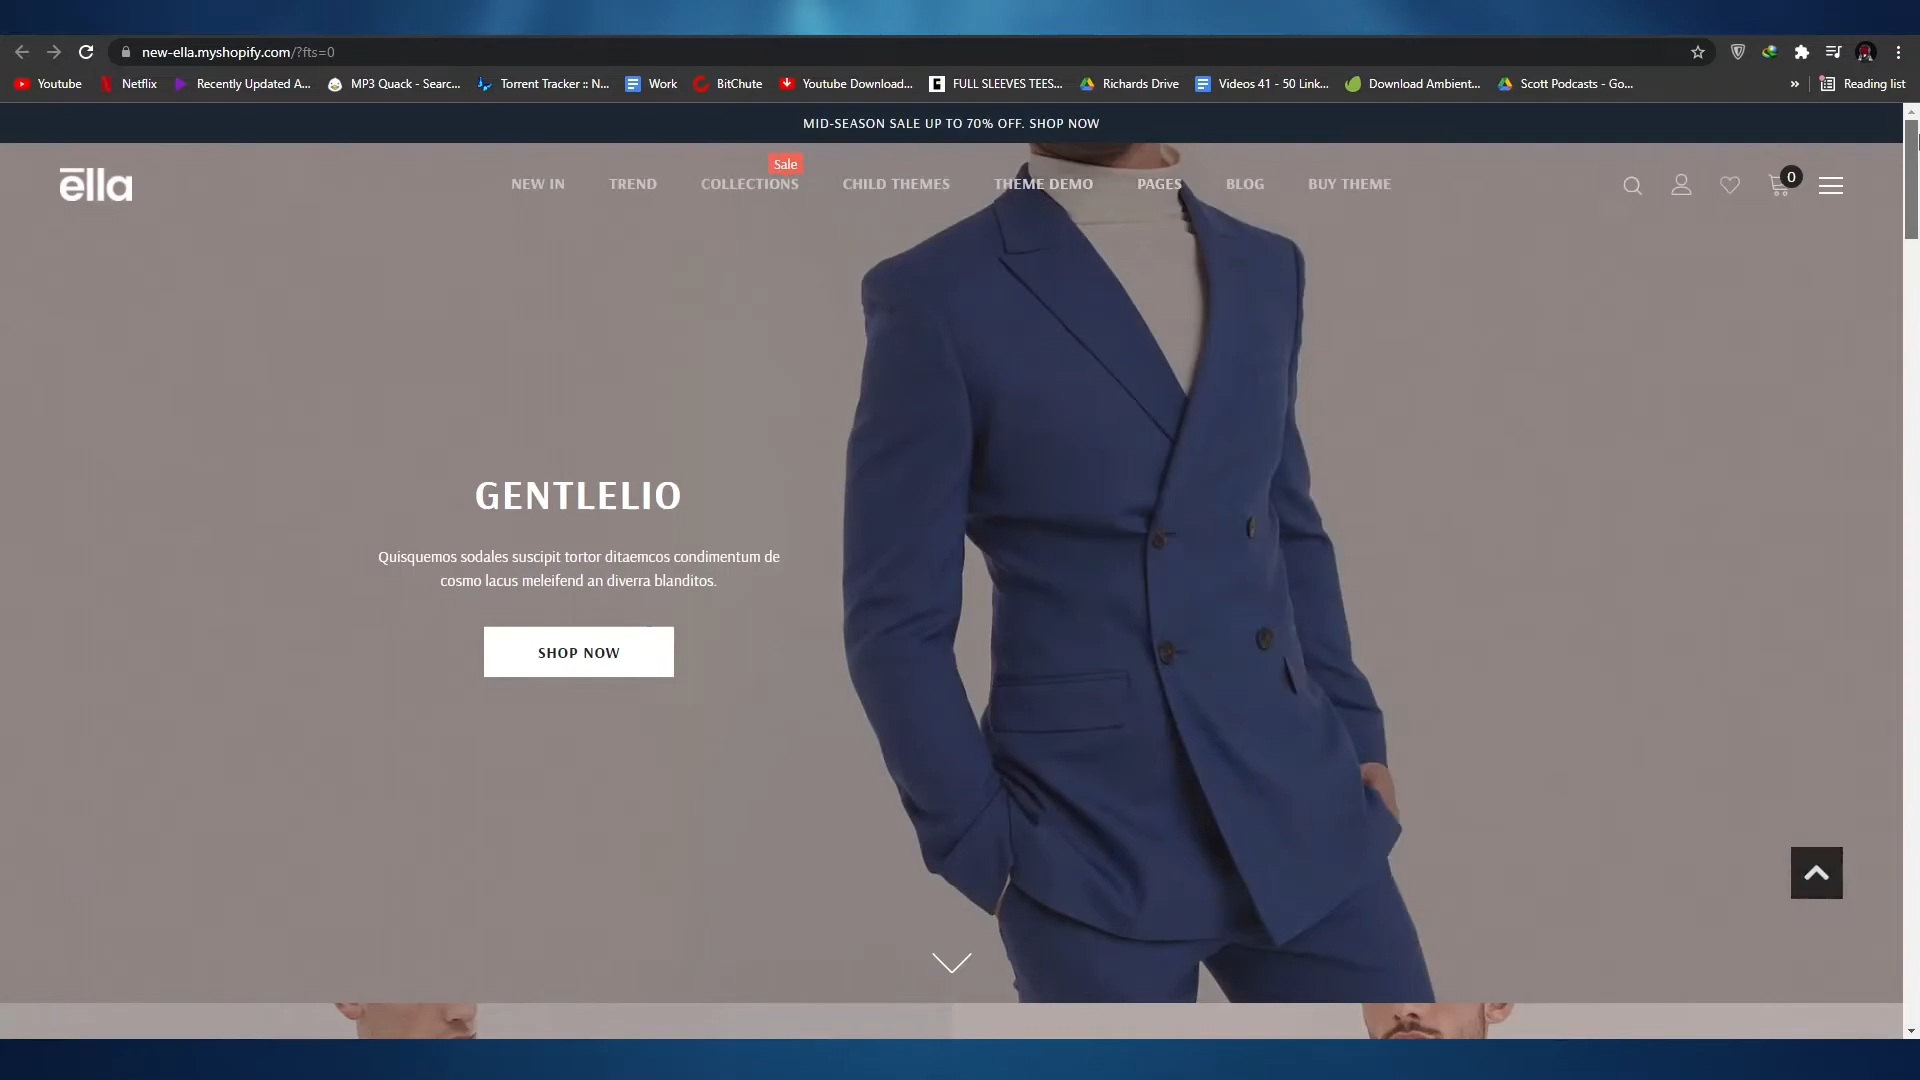 new-ella.myshopify.com/?fts=0
Youtube Netflix Recently Updated A... MP3 Quack - Searc... Torrent Tracker :: N... Work BitChute Youtube Download... FULL SLEEVES TEES... Richards Drive Videos 41 - 50 Link... Download Ambient... Scott Podcasts - Go... » Reading list
MID-SEASON SALE UP TO 70% OFF. SHOP NOW
Sale
ella NEW IN TREND COLLECTIONS CHILD THEMES THEME DEMO PAGES BLOG BUY THEME 0
GENTLELIO
Quisquemos sodales suscipit tortor ditaemcos condimentum de
cosmo lacus meleifend an diverra blanditos.
SHOP NOW